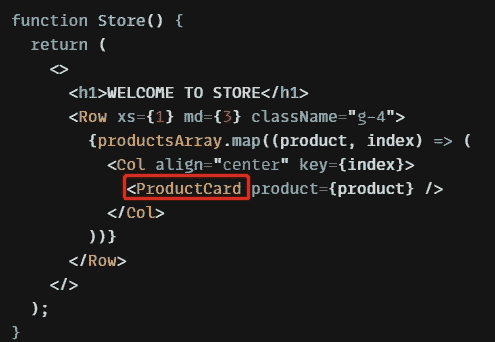 function Store() {
  return (
    <>
      <h1>WELCOME TO STORE</h1>
      <Row xs={1} md={3} className="g-4">
        {productsArray.map((product, index) => (
          <Col align="center" key={index}>
            <ProductCard product={product} />
          </Col>
        ))}
      </Row>
    </>
  );
}